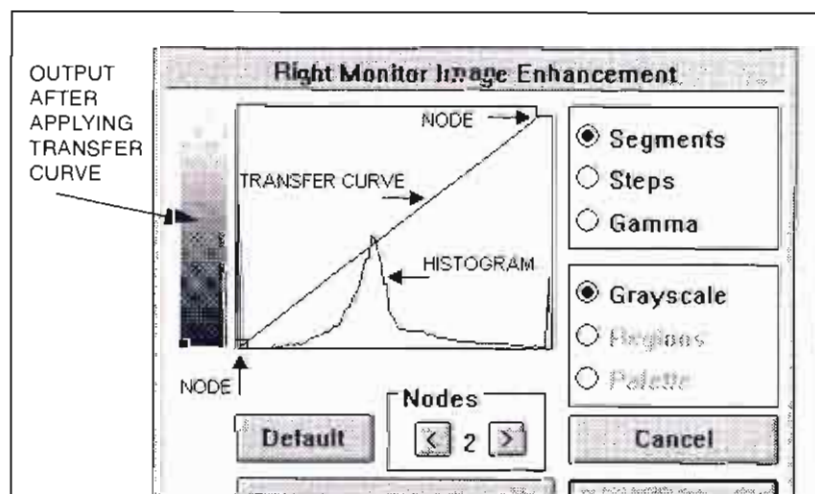 OUTPUT
AFTER
APPLYING
TRANSFER
CURVE
Right Monitor Image Enhancement
NODE
TRANSFER CURVE
HISTOGRAM
NODE
Segments
Steps
Gamma
Grayscale
Regions
Palette
Nodes
< 2 >
Default
Cancel